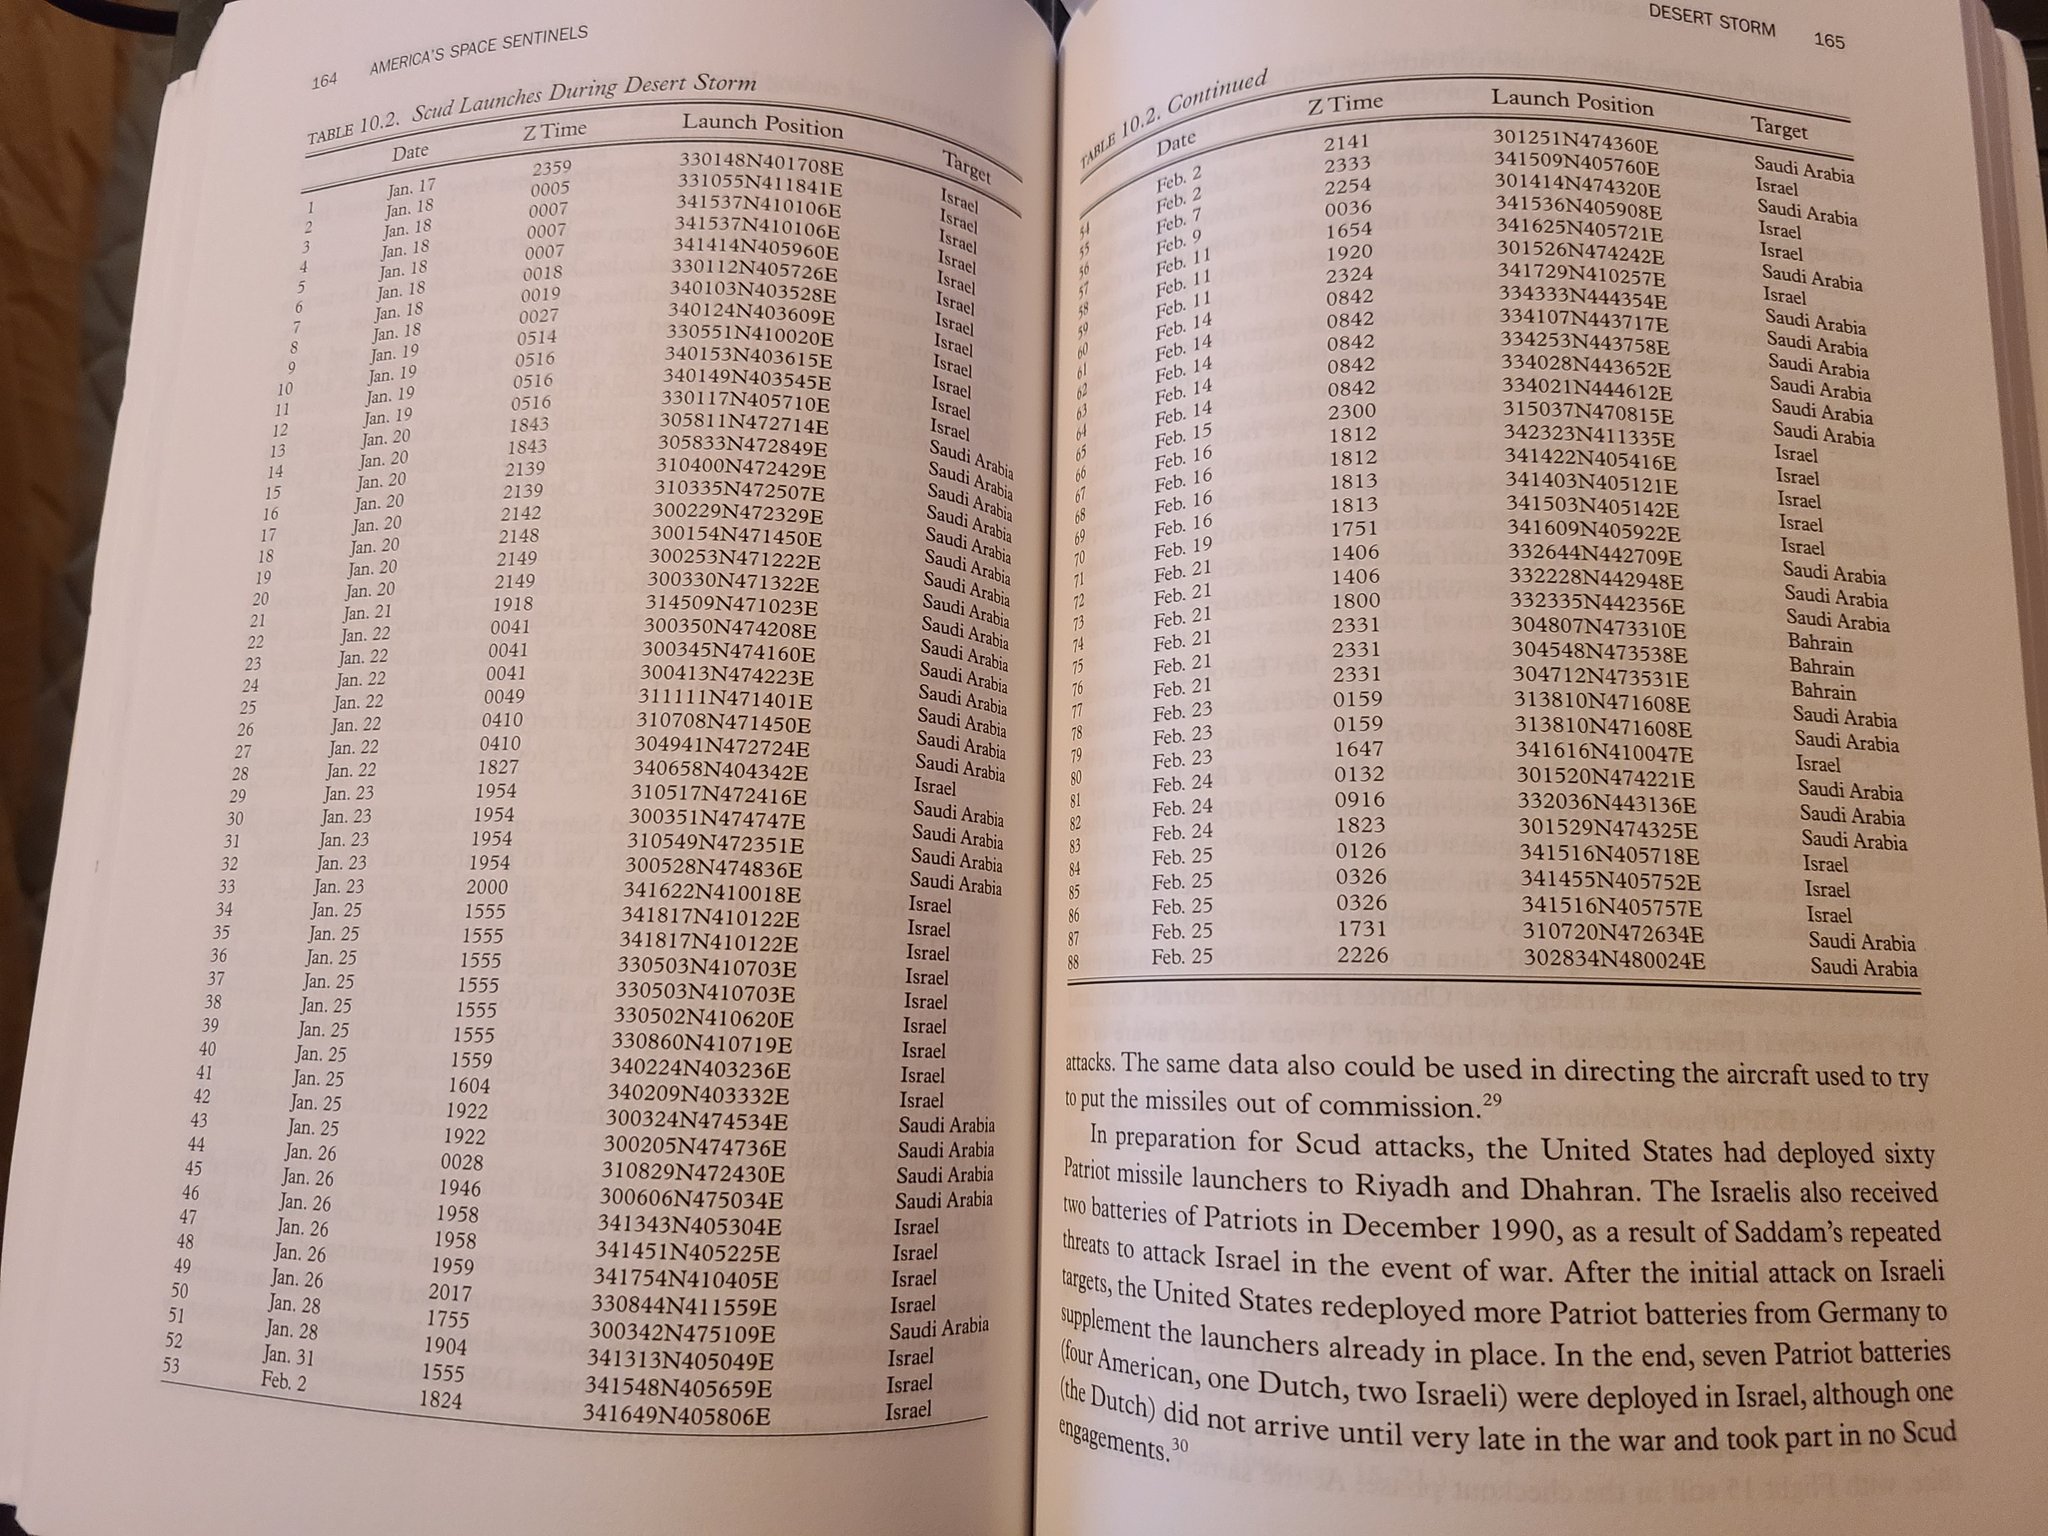 164 AMERICA'S SPACE SENTINELS
TABLE 10.2. Scud Launches During Desert Storm
Date Z Time Launch Position Target
1 Jan. 17 2359 330148N401708E Israel
2 Jan. 18 0005 331055N411841E Israel
3 Jan. 18 0007 341537N410106E Israel
4 Jan. 18 0007 341537N410106E Israel
5 Jan. 18 0007 341414N405960E Israel
6 Jan. 18 0018 330112N405726E Israel
7 Jan. 18 0019 340103N403528E Israel
8 Jan. 18 0027 340124N403609E Israel
9 Jan. 19 0514 330551N410020E Israel
10 Jan. 19 0516 340153N403615E Israel
11 Jan. 19 0516 340149N403545E Israel
12 Jan. 19 0516 330117N405710E Israel
13 Jan. 20 1843 305811N472714E Saudi Arabia
14 Jan. 20 1843 305833N472849E Saudi Arabia
15 Jan. 20 2139 310400N472429E Saudi Arabia
16 Jan. 20 2139 310335N472507E Saudi Arabia
17 Jan. 20 2142 300229N472329E Saudi Arabia
18 Jan. 20 2148 300154N471450E Saudi Arabia
19 Jan. 20 2149 300253N471222E Saudi Arabia
20 Jan. 20 2149 300330N471322E Saudi Arabia
21 Jan. 21 1918 314509N471023E Saudi Arabia
22 Jan. 22 0041 300350N474208E Saudi Arabia
23 Jan. 22 0041 300345N474160E Saudi Arabia
24 Jan. 22 0041 300413N474223E Saudi Arabia
25 Jan. 22 0049 311111N471401E Saudi Arabia
26 Jan. 22 0410 310708N471450E Saudi Arabia
27 Jan. 22 0410 304941N472724E Saudi Arabia
28 Jan. 22 1827 340658N404342E Israel
29 Jan. 23 1954 310517N472416E Saudi Arabia
30 Jan. 23 1954 300351N474747E Saudi Arabia
31 Jan. 23 1954 310549N472351E Saudi Arabia
32 Jan. 23 1954 300528N474836E Saudi Arabia
33 Jan. 23 2000 341622N410018E Israel
34 Jan. 25 1555 341817N410122E Israel
35 Jan. 25 1555 341817N410122E Israel
36 Jan. 25 1555 330503N410703E Israel
37 Jan. 25 1555 330503N410703E Israel
38 Jan. 25 1555 330502N410620E Israel
39 Jan. 25 1555 330860N410719E Israel
40 Jan. 25 1559 340224N403236E Israel
41 Jan. 25 1604 340209N403332E Israel
42 Jan. 25 1922 300324N474534E Saudi Arabia
43 Jan. 25 1922 300205N474736E Saudi Arabia
44 Jan. 26 0028 310829N472430E Saudi Arabia
45 Jan. 26 1946 300606N475034E Saudi Arabia
46 Jan. 26 1958 341343N405304E Israel
47 Jan. 26 1958 341451N405225E Israel
48 Jan. 26 1959 341754N410405E Israel
49 Jan. 26 2017 330844N411559E Israel
50 Jan. 28 1755 300342N475109E Saudi Arabia
51 Jan. 28 1904 341313N405049E Israel
52 Jan. 31 1555 341548N405659E Israel
53 Feb. 2 1824 341649N405806E Israel
DESERT STORM 165
TABLE 10.2. Continued
Date Z Time Launch Position Target
54 Feb. 2 2141 301251N474360E Saudi Arabia
55 Feb. 2 2333 341509N405760E Israel
56 Feb. 7 2254 301414N474320E Saudi Arabia
57 Feb. 9 0036 341536N405908E Israel
58 Feb. 11 1654 341625N405721E Israel
59 Feb. 11 1920 301526N474242E Saudi Arabia
60 Feb. 11 2324 341729N410257E Israel
61 Feb. 14 0842 334333N444354E Saudi Arabia
62 Feb. 14 0842 334107N443717E Saudi Arabia
63 Feb. 14 0842 334253N443758E Saudi Arabia
64 Feb. 14 0842 334028N443652E Saudi Arabia
65 Feb. 14 0842 334021N444612E Saudi Arabia
66 Feb. 15 2300 315037N470815E Saudi Arabia
67 Feb. 16 1812 342323N411335E Israel
68 Feb. 16 1812 341422N405416E Israel
69 Feb. 16 1813 341403N405121E Israel
70 Feb. 16 1813 341503N405142E Israel
71 Feb. 19 1751 341609N405922E Israel
72 Feb. 21 1406 332644N442709E Saudi Arabia
73 Feb. 21 1406 332228N442948E Saudi Arabia
74 Feb. 21 1800 332335N442356E Saudi Arabia
75 Feb. 21 2331 304807N473310E Bahrain
76 Feb. 21 2331 304548N473538E Bahrain
77 Feb. 21 2331 304712N473531E Bahrain
78 Feb. 23 0159 313810N471608E Saudi Arabia
79 Feb. 23 0159 313810N471608E Saudi Arabia
80 Feb. 23 1647 341616N410047E Israel
81 Feb. 24 0132 301520N474221E Saudi Arabia
82 Feb. 24 0916 332036N443136E Saudi Arabia
83 Feb. 24 1823 301529N474325E Saudi Arabia
84 Feb. 25 0126 341516N405718E Israel
85 Feb. 25 0326 341455N405752E Israel
86 Feb. 25 0326 341516N405757E Israel
87 Feb. 25 1731 310720N472634E Saudi Arabia
88 Feb. 25 2226 302834N480024E Saudi Arabia
attacks. The same data also could be used in directing the aircraft used to try
to put the missiles out of commission.29
In preparation for Scud attacks, the United States had deployed sixty
Patriot missile launchers to Riyadh and Dhahran. The Israelis also received
two batteries of Patriots in December 1990, as a result of Saddam's repeated
threats to attack Israel in the event of war. After the initial attack on Israeli
targets, the United States redeployed more Patriot batteries from Germany to
supplement the launchers already in place. In the end, seven Patriot batteries
(four American, one Dutch, two Israeli) were deployed in Israel, although one
(the Dutch) did not arrive until very late in the war and took part in no Scud
engagements.30